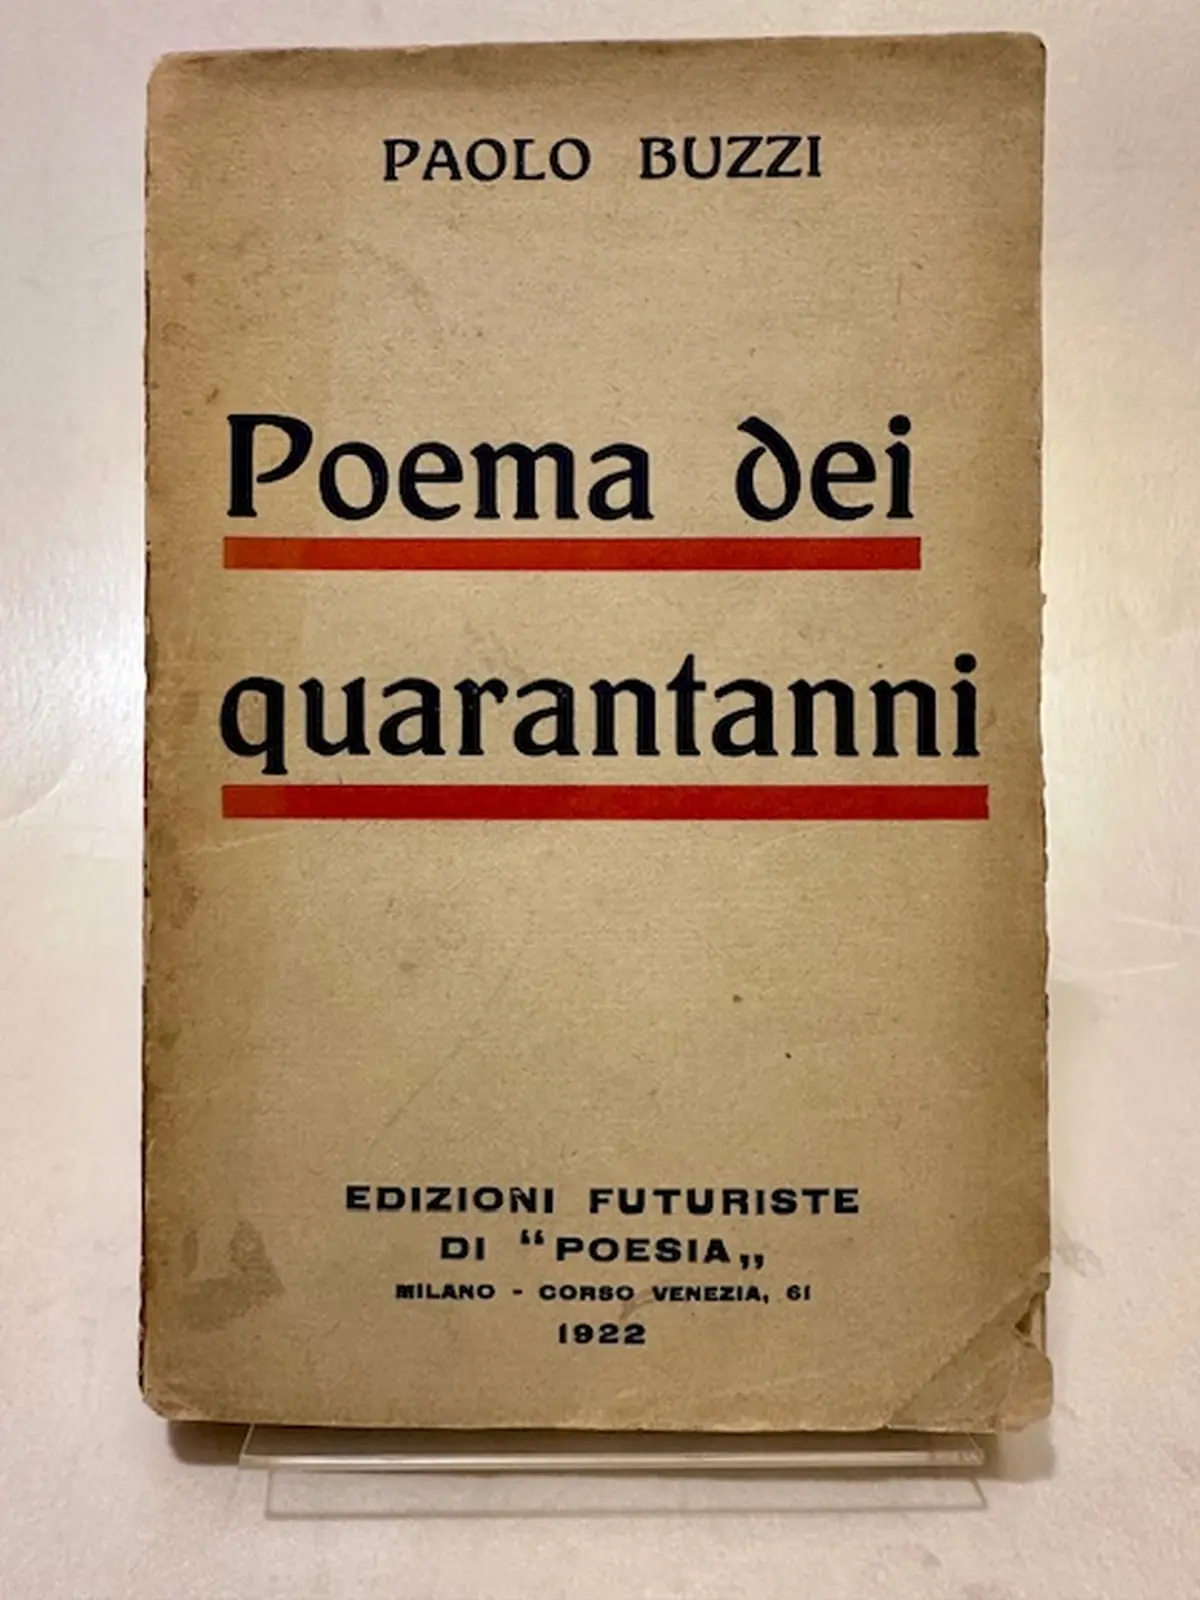 PAOLO BUZZI
Poema dei
quarantanni
EDIZIONI FUTURISTE
DI “POESIA„
MILANO - CORSO VENEZIA, 61
1922